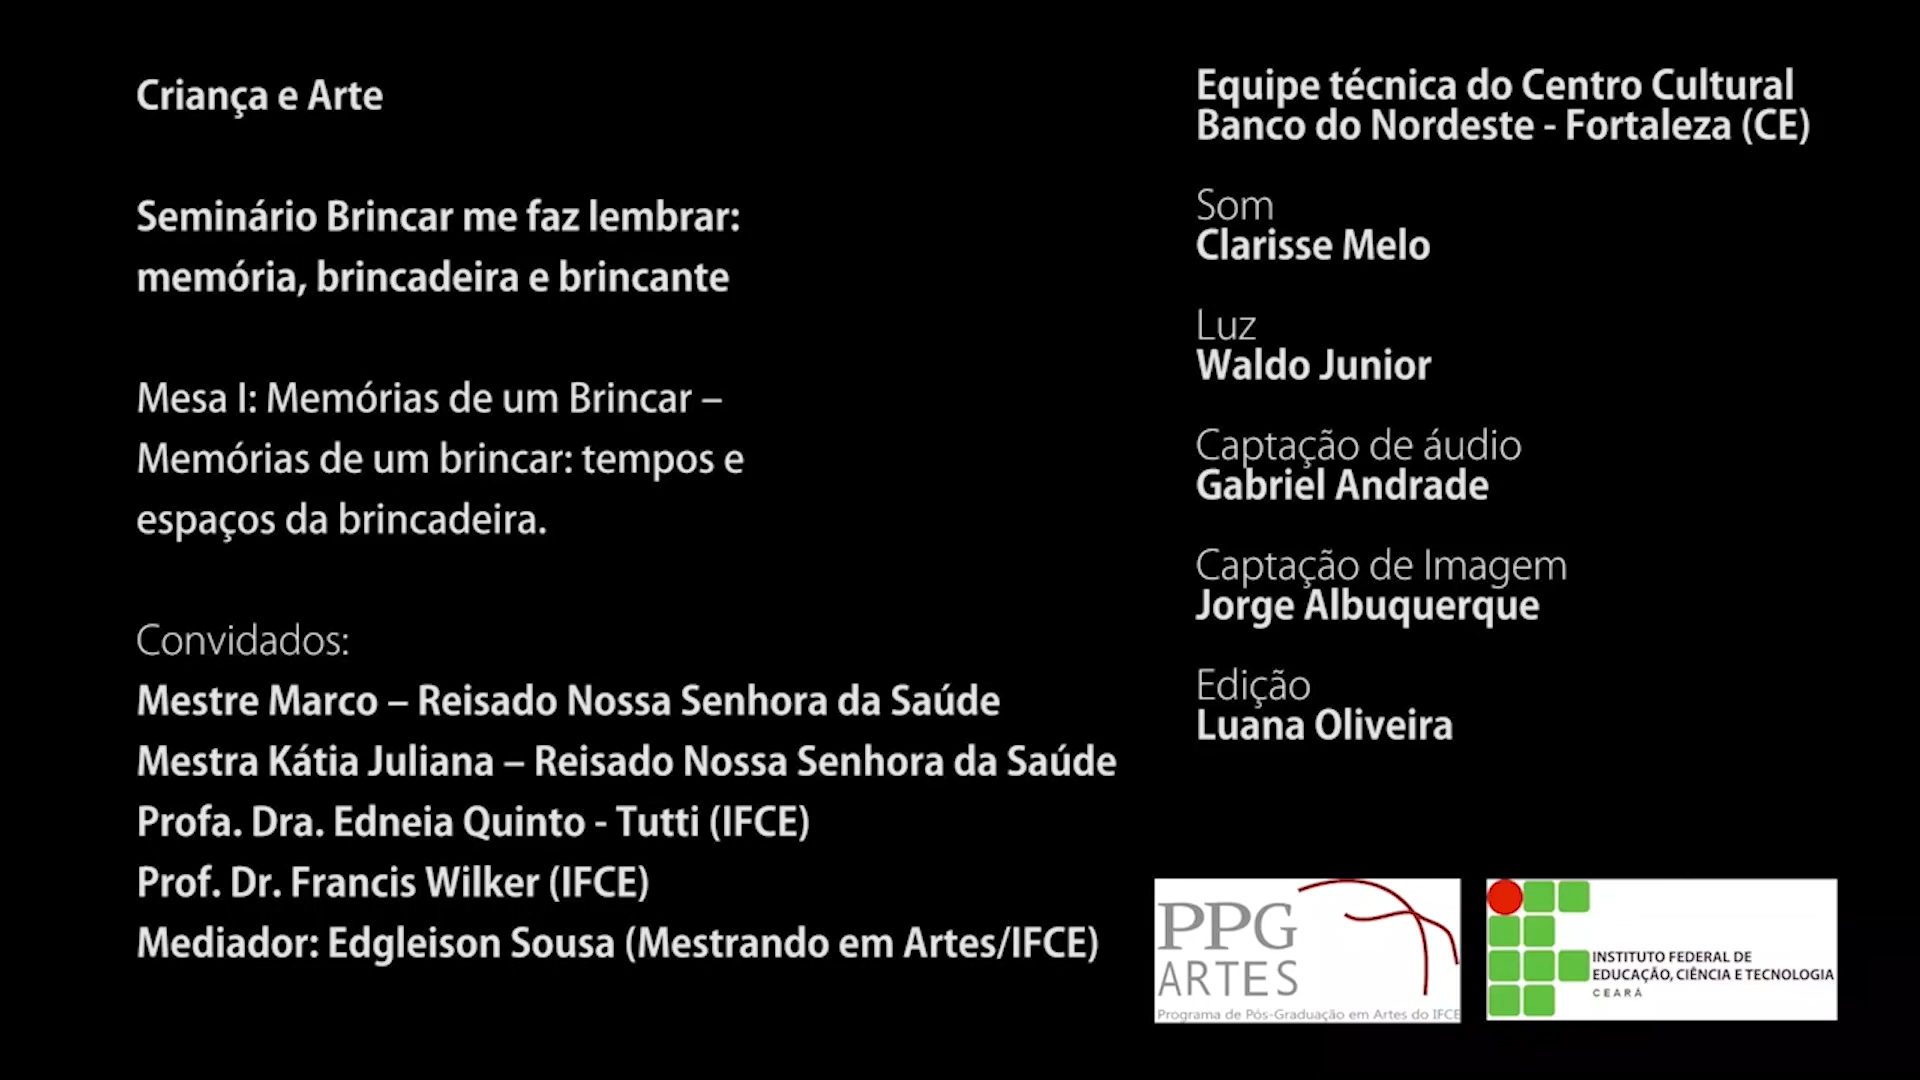 Criança e Arte
Seminário Brincar me faz lembrar:
memória, brincadeira e brincante
Mesa I: Memórias de um Brincar –
Memórias de um brincar: tempos e
espaços da brincadeira.
Convidados:
Mestre Marco – Reisado Nossa Senhora da Saúde
Mestra Kátia Juliana – Reisado Nossa Senhora da Saúde
Profa. Dra. Edneia Quinto - Tutti (IFCE)
Prof. Dr. Francis Wilker (IFCE)
Mediador: Edgleison Sousa (Mestrando em Artes/IFCE)
Equipe técnica do Centro Cultural
Banco do Nordeste - Fortaleza (CE)
Som
Clarisse Melo
Luz
Waldo Junior
Captação de áudio
Gabriel Andrade
Captação de Imagem
Jorge Albuquerque
Edição
Luana Oliveira
PPG
ARTES
Programa de Pós-Graduação em Artes do IFCE
INSTITUTO FEDERAL DE
EDUCAÇÃO, CIÊNCIA E TECNOLOGIA
CEARÁ